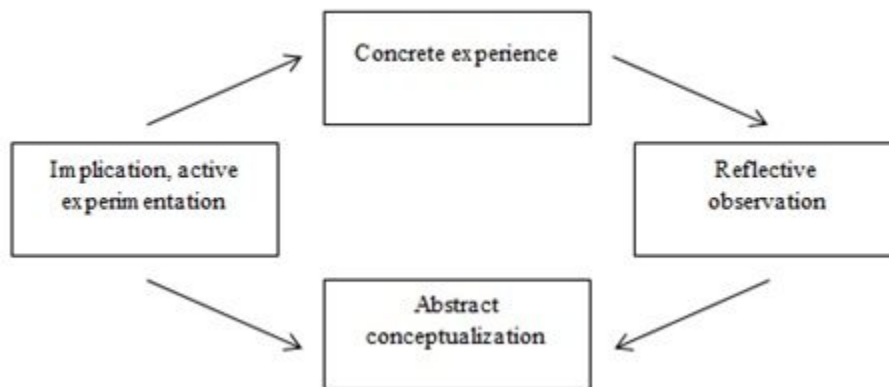 Concrete experience
Implication, active
experimentation
Reflective
observation
Abstract
conceptualization